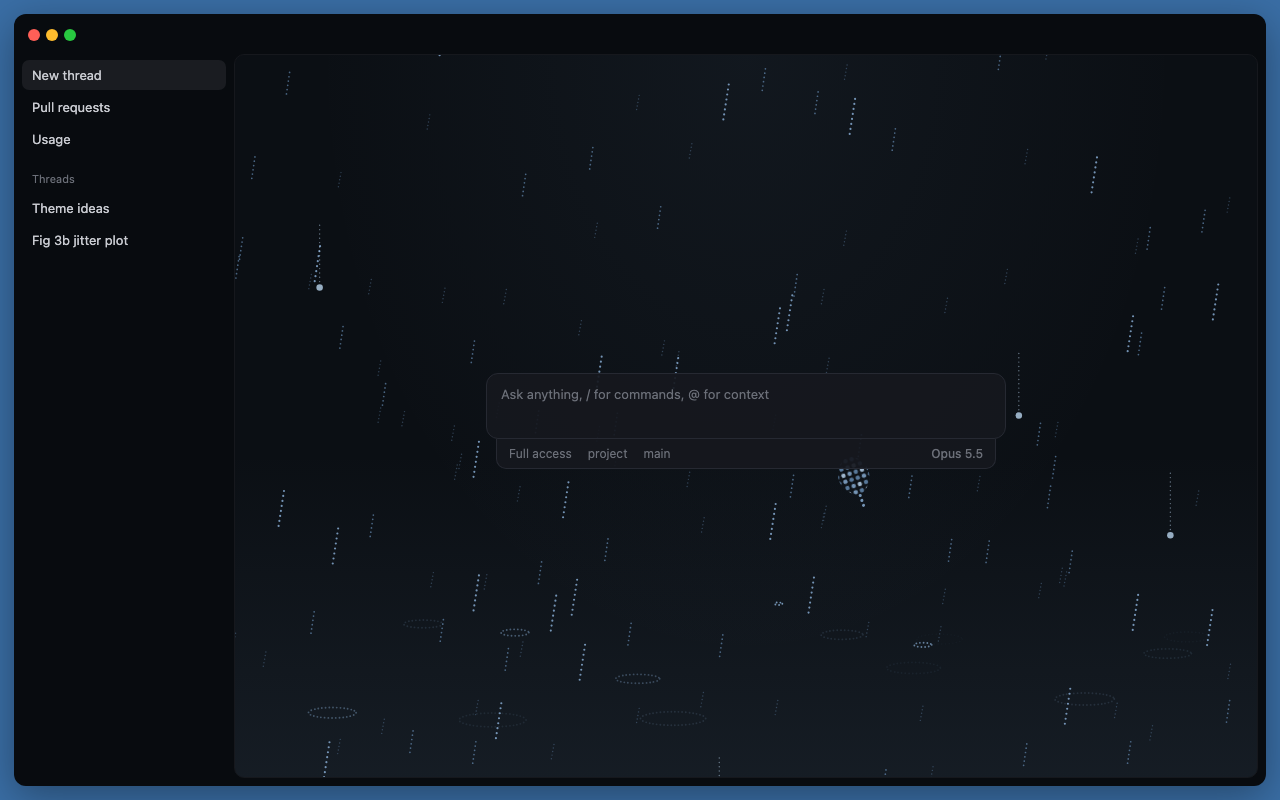 New thread
Pull requests
Usage
Threads
Theme ideas
Fig 3b jitter plot
Ask anything, / for commands, @ for context
Full access project main Opus 5.5